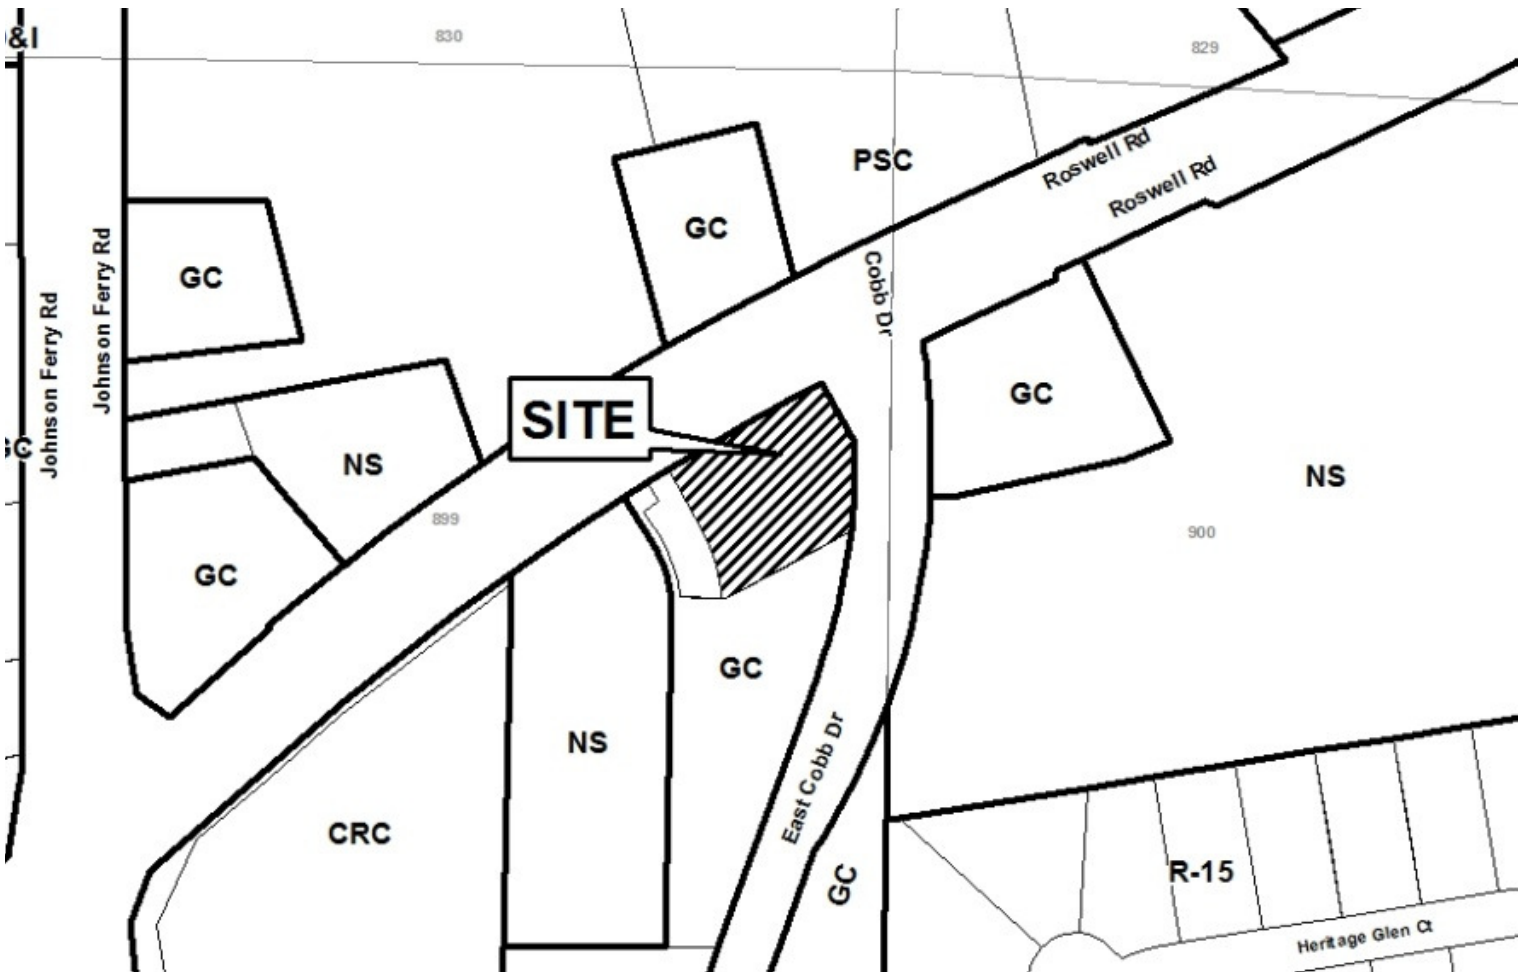 &I
830
829
PSC
Roswell Rd
Roswell Rd
GC
GC
Johnson Ferry Rd
Johnson Ferry Rd
Cobb Dr
SITE
GC
NS
NS
899
900
GC
GC
NS
East Cobb Dr
CRC
GC
R-15
Heritage Glen Ct